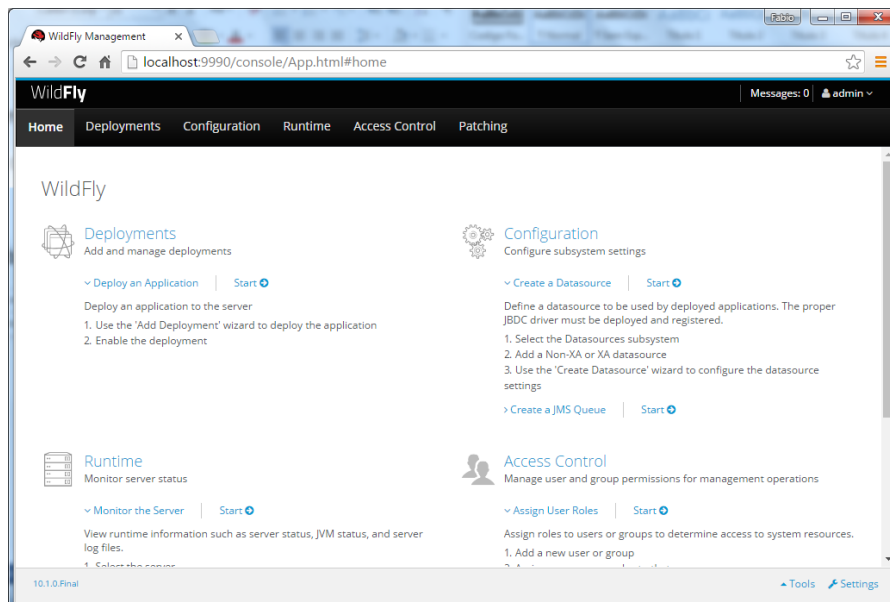 Fabio
WildFly Management
localhost:9990/console/App.html#home
WildFly
Messages: 0
admin
Home Deployments Configuration Runtime Access Control Patching
WildFly
Deployments
Add and manage deployments
Deploy an Application
Start
Deploy an application to the server
1. Use the 'Add Deployment' wizard to deploy the application
2. Enable the deployment
Configuration
Configure subsystem settings
Create a Datasource
Start
Define a datasource to be used by deployed applications. The proper
JBDC driver must be deployed and registered.
1. Select the Datasources subsystem
2. Add a Non-XA or XA datasource
3. Use the 'Create Datasource' wizard to configure the datasource
settings
Create a JMS Queue
Start
Runtime
Monitor server status
Monitor the Server
Start
View runtime information such as server status, JVM status, and server
log files.
1. Select the server
Access Control
Manage user and group permissions for management operations
Assign User Roles
Start
Assign roles to users or groups to determine access to system resources.
1. Add a new user or group
10.1.0.Final
Tools
Settings